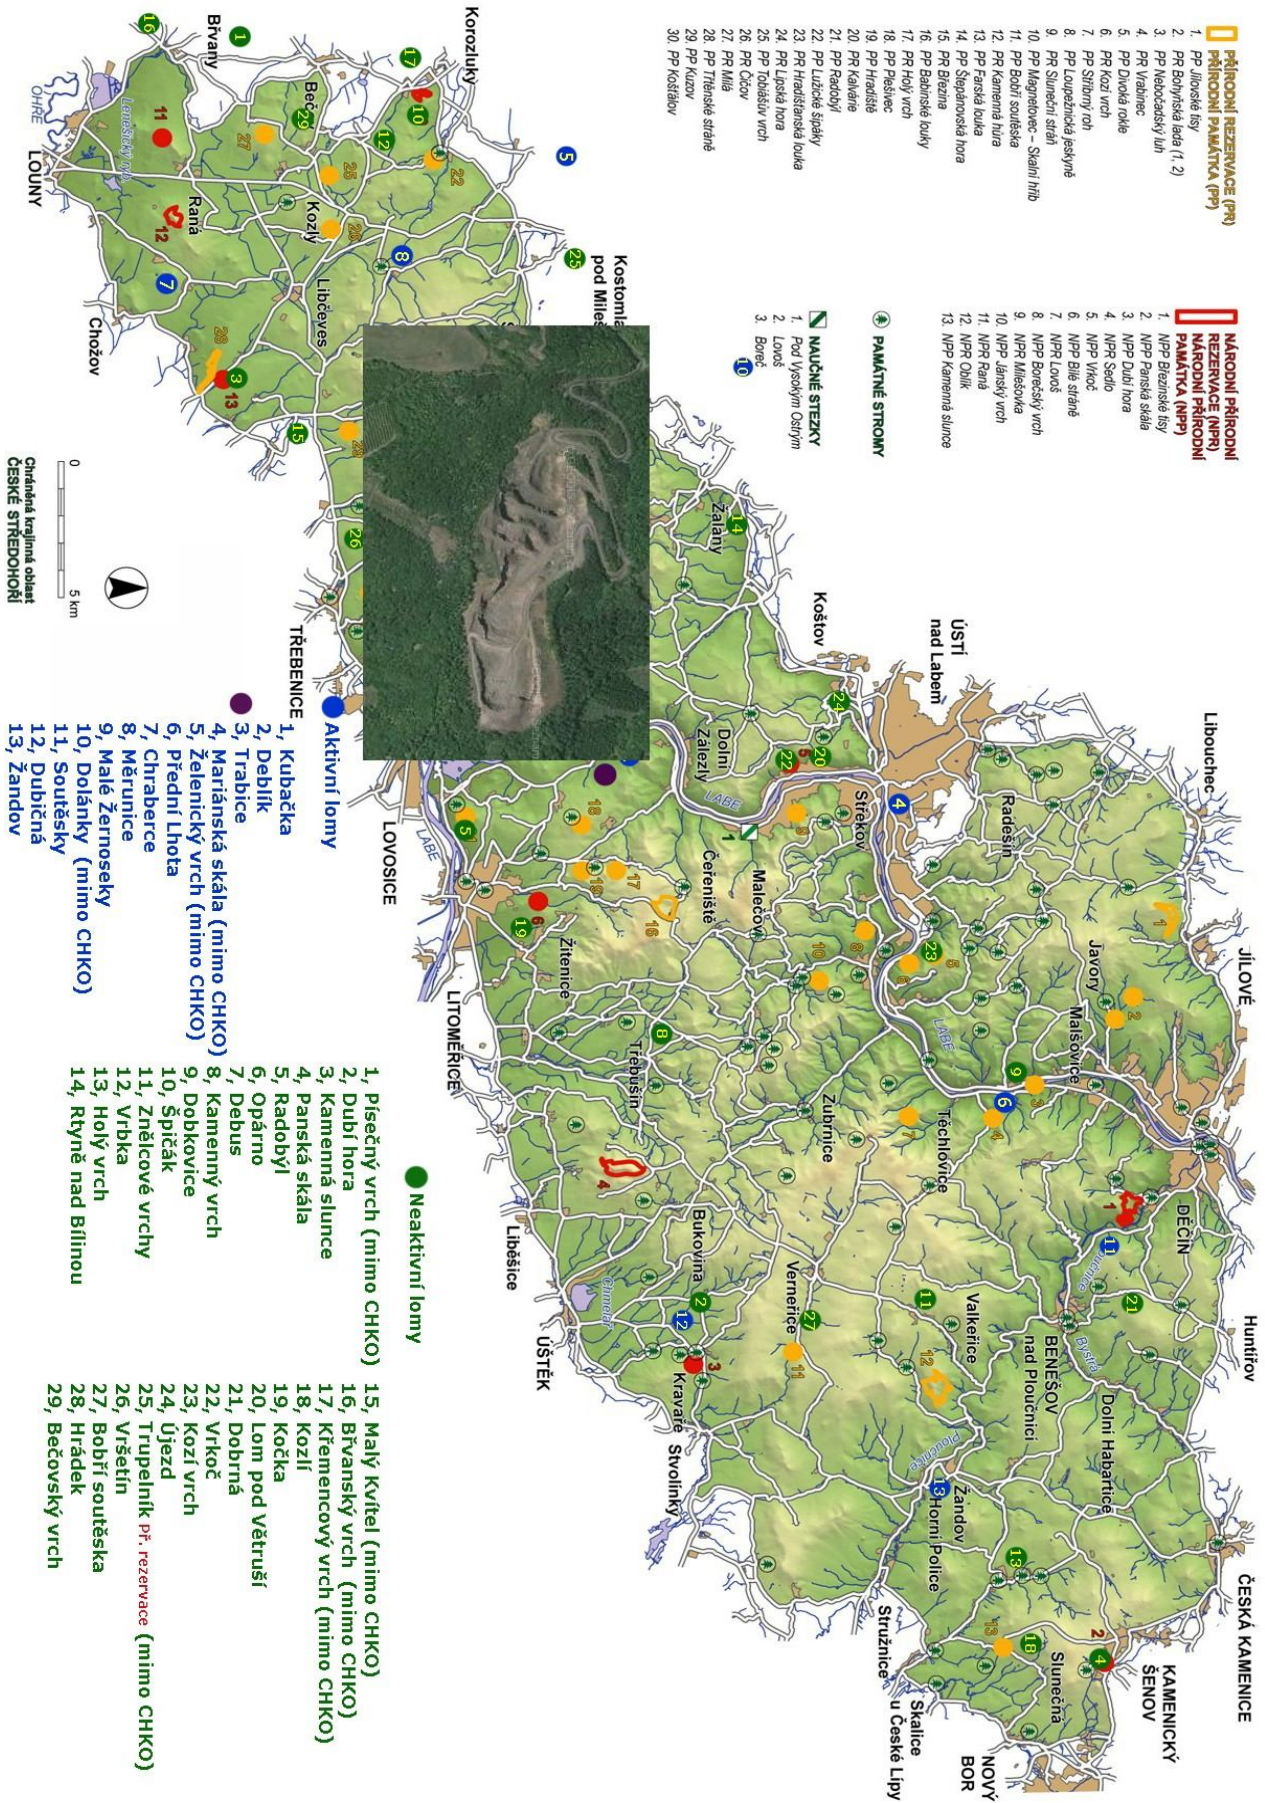 PŘÍRODNÍ REZERVACE (PR)
PŘÍRODNÍ PAMÁTKA (PP)
1. PP Jílovské tisy
2. PR Bohyňská lada (1, 2)
3. PP Nebočadský luh
4. PR Vrabinec
5. PP Divoká rokle
6. PR Kozí vrch
7. PP Stříbrný roh
8. PP Loupežnická jeskyně
9. PR Sluneční stráň
10. PP Magnetovec – Skalní hřib
11. PP Bobří soutěska
12. PR Kamenná hůra
13. PP Farská louka
14. PP Štěpánovská hora
15. PR Březina
16. PP Babinské louky
17. PR Holý vrch
18. PP Plešivec
19. PP Hradiště
20. PR Kalvárie
21. PP Radobýl
22. PP Lužické šipáky
23. PR Hradišťanská louka
24. PR Lipská hora
25. PP Tobiášův vrch
26. PR Číčov
27. PR Milá
28. PP Třtěnské stráně
29. PP Kuzov
30. PP Košťálov
NÁRODNÍ PŘÍRODNÍ
REZERVACE (NPR)
NÁRODNÍ PŘÍRODNÍ
PAMÁTKA (NPP)
1. NPP Březinské tisy
2. NPP Panská skála
3. NPP Dubí hora
4. NPR Sedlo
5. NPP Vrkoč
6. NPP Bílé stráně
7. NPR Lovoš
8. NPP Borečský vrch
9. NPR Milešovka
10. NPP Jánský vrch
11. NPR Raná
12. NPR Oblík
13. NPP Kamenná slunce
PAMÁTNÉ STROMY
NAUČNÉ STEZKY
1. Pod Vysokým Ostrým
2. Lovoš
3. Boreč
10
Libouchec
JÍLOVÉ
Huntířov
ČESKÁ KAMENICE
KAMENICKÝ
ŠENOV
NOVÝ
BOR
Skalice
u České Lípy
Stružnice
Slunečná
Horní Police
Žandov
Dolní Habartice
BENEŠOV
nad Ploučnicí
Bystrá
Ploučnice
DĚČÍN
Javory
Malšovice
Radešín
ÚSTÍ
nad Labem
Koštov
Střekov
Dolní
Zálezly
LABE
LABE
Malečov
Čeřeniště
Těchlovice
Zubrnice
Valkeřice
Verneřice
Bukovina
Kravaře
Stvolínky
ÚŠTĚK
Chmelař
Liběšice
Třebušín
Žitenice
LITOMĚŘICE
LABE
LOVOSICE
TŘEBENICE
Žalany
Kostomla
pod Mileš
Korozluky
Bečov
Břvany
OHŘE
Lenešický ryb.
LOUNY
Raná
Kozly
Libčeves
Chožov
0 5 km
Chráněná krajinná oblast
ČESKÉ STŘEDOHOŘÍ
Aktivní lomy
1, Kubačka
2, Deblík
3, Trabice
4, Mariánská skála (mimo CHKO)
5, Želenický vrch (mimo CHKO)
6, Přední Lhota
7, Chraberce
8, Měrunice
9, Malé Žernoseky
10, Dolánky (mimo CHKO)
11, Soutěsky
12, Dubičná
13, Žandov
Neaktivní lomy
1, Písečný vrch (mimo CHKO)
2, Dubí hora
3, Kamenná slunce
4, Panská skála
5, Radobýl
6, Opárno
7, Debus
8, Kamenný vrch
9, Dobkovice
10, Špičák
11, Znělcové vrchy
12, Vrbka
13, Holý vrch
14, Rtyně nad Bílinou
15, Malý Kvítel (mimo CHKO)
16, Břvanský vrch (mimo CHKO)
17, Křemencový vrch (mimo CHKO)
18, Kozlí
19, Kočka
20, Lom pod Větruší
21, Dobrná
22, Vrkoč
23, Kozí vrch
24, Újezd
25, Trupelník př. rezervace (mimo CHKO)
26, Vršetín
27, Bobří soutěska
28, Hrádek
29, Bečovský vrch